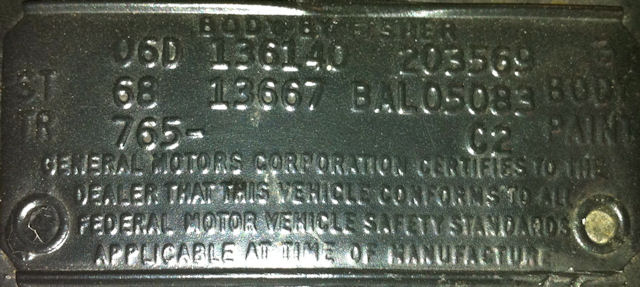 BODY BY FISHER
06D 136140 203569
ST 68 13667 BAL05083 BODY
TR 765- C2 PAINT
GENERAL MOTORS CORPORATION CERTIFIES TO THE
DEALER THAT THIS VEHICLE CONFORMS TO ALL
FEDERAL MOTOR VEHICLE SAFETY STANDARDS
APPLICABLE AT TIME OF MANUFACTURE